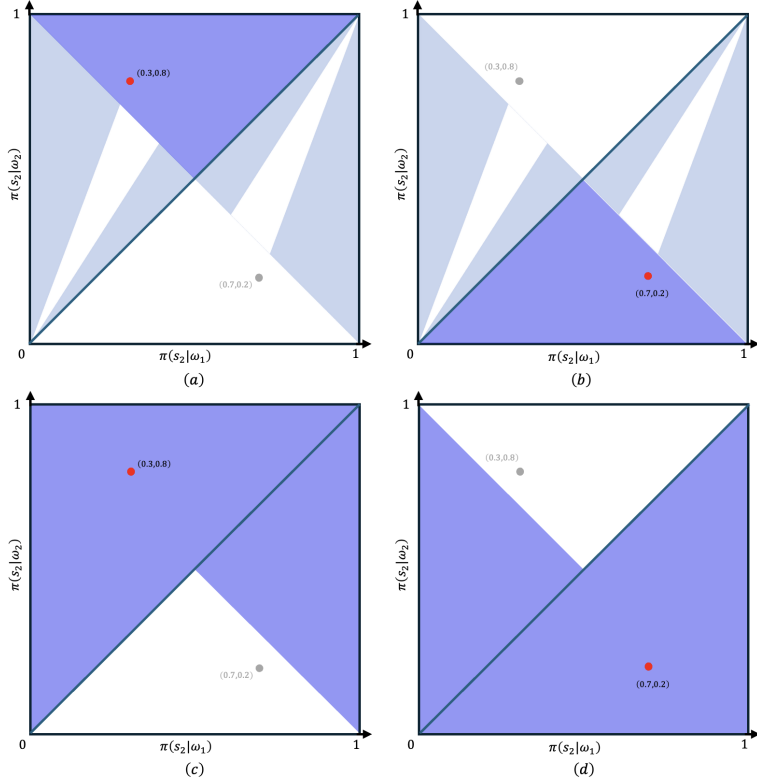 1
(0.3,0.8)
π(s₂|ω₂)
(0.7,0.2)
0
π(s₂|ω₁)
1
(a)
1
(0.3,0.8)
π(s₂|ω₂)
(0.7,0.2)
0
π(s₂|ω₁)
1
(b)
1
(0.3,0.8)
π(s₂|ω₂)
(0.7,0.2)
0
π(s₂|ω₁)
1
(c)
1
(0.3,0.8)
π(s₂|ω₂)
(0.7,0.2)
0
π(s₂|ω₁)
1
(d)